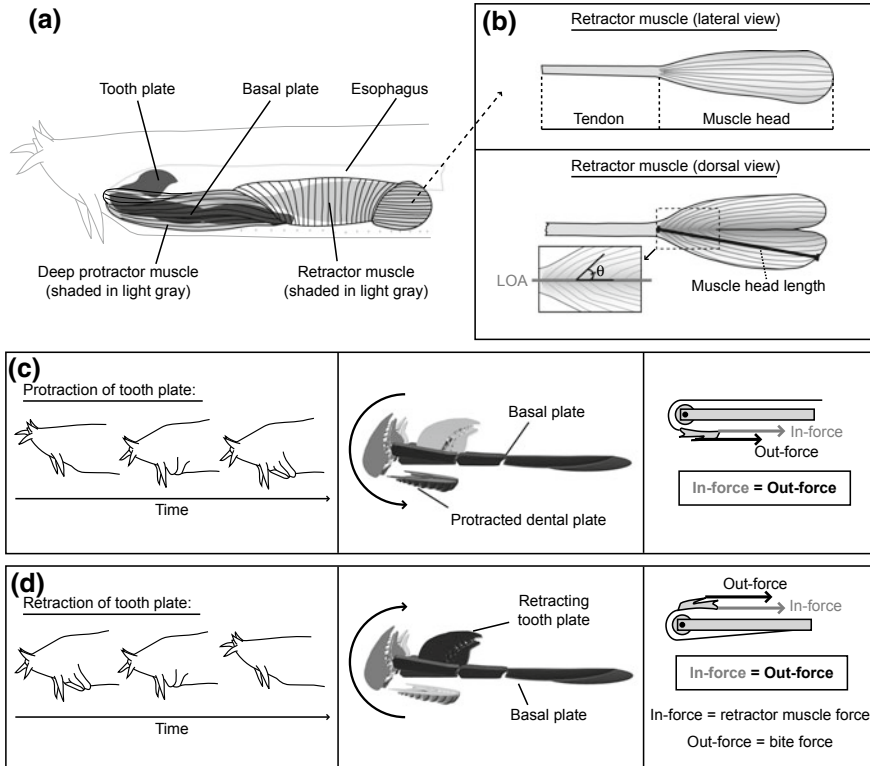 (a)
Tooth plate
Basal plate
Esophagus
Deep protractor muscle
(shaded in light gray)
Retractor muscle
(shaded in light gray)
(b)
Retractor muscle (lateral view)
Tendon
Muscle head
Retractor muscle (dorsal view)
θ
LOA
Muscle head length
(c)
Protraction of tooth plate:
Time
Basal plate
Protracted dental plate
In-force
Out-force
In-force = Out-force
(d)
Retraction of tooth plate:
Time
Retracting
tooth plate
Basal plate
Out-force
In-force
In-force = Out-force
In-force = retractor muscle force
Out-force = bite force